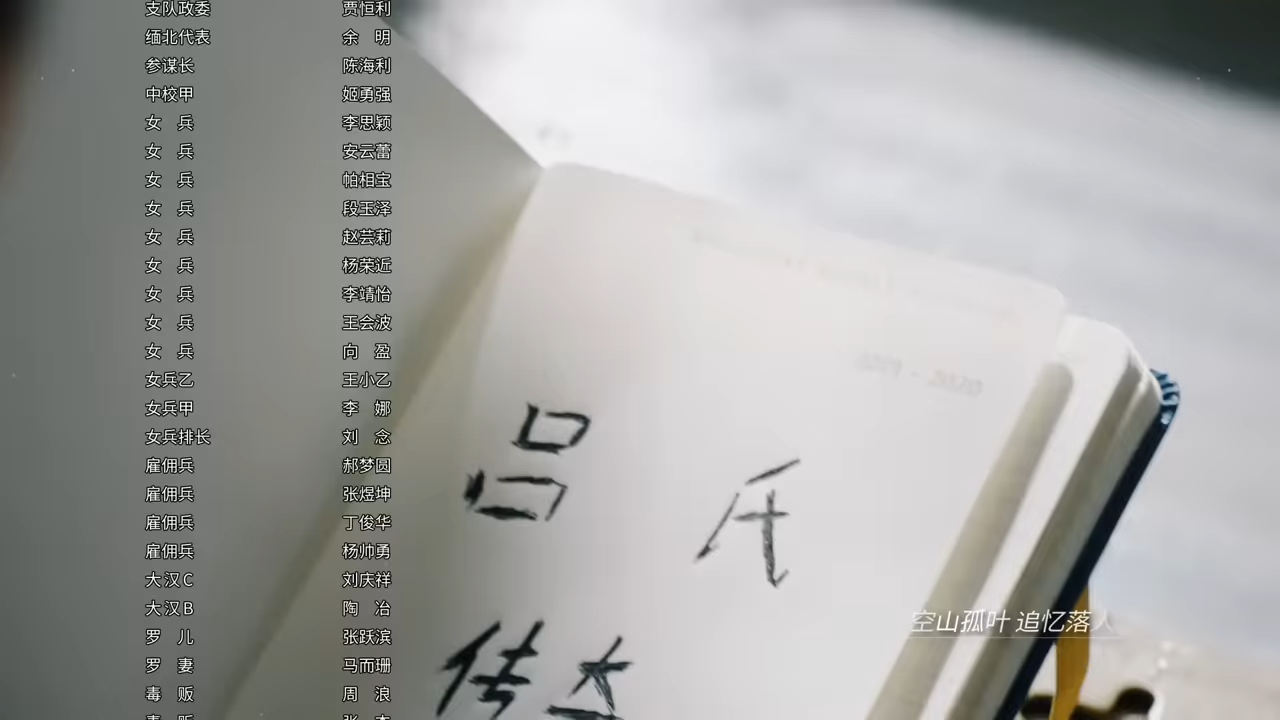 支队政委 贾恒利
缅北代表 余 明
参谋长 陈海利
中校甲 姬勇强
女 兵 李思颖
女 兵 安云蕾
女 兵 帕相宝
女 兵 段玉泽
女 兵 赵芸莉
女 兵 杨荣近
女 兵 李靖怡
女 兵 王会波
女 兵 向 盈
女兵乙 王小乙
女兵甲 李 娜
女兵排长 刘 念
雇佣兵 郝梦圆
雇佣兵 张煜坤
雇佣兵 丁俊华
雇佣兵 杨帅勇
大汉C 刘庆祥
大汉B 陶 冶
罗 儿 张跃滨
罗 妻 马而珊
毒 贩 周 浪
吕 氏
空山孤叶 追忆落人